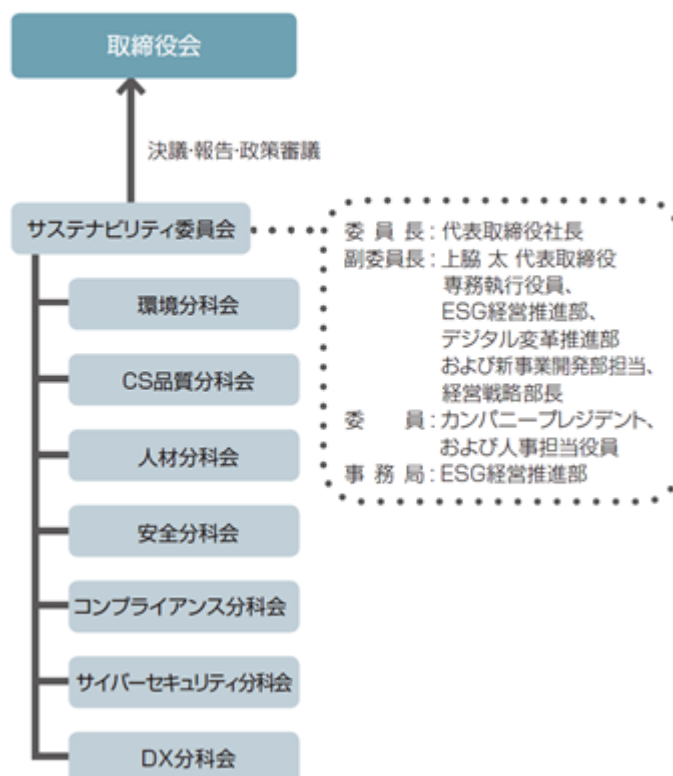 取締役会
決議･報告･政策審議
サステナビリティ委員会
委 員 長 : 代表取締役社長
副委員長 : 上脇 太 代表取締役
専務執行役員、
ESG経営推進部、
デジタル変革推進部
および新事業開発部担当、
経営戦略部長
委　　員 : カンパニープレジデント、
および人事担当役員
事 務 局 : ESG経営推進部
環境分科会
CS品質分科会
人材分科会
安全分科会
コンプライアンス分科会
サイバーセキュリティ分科会
DX分科会